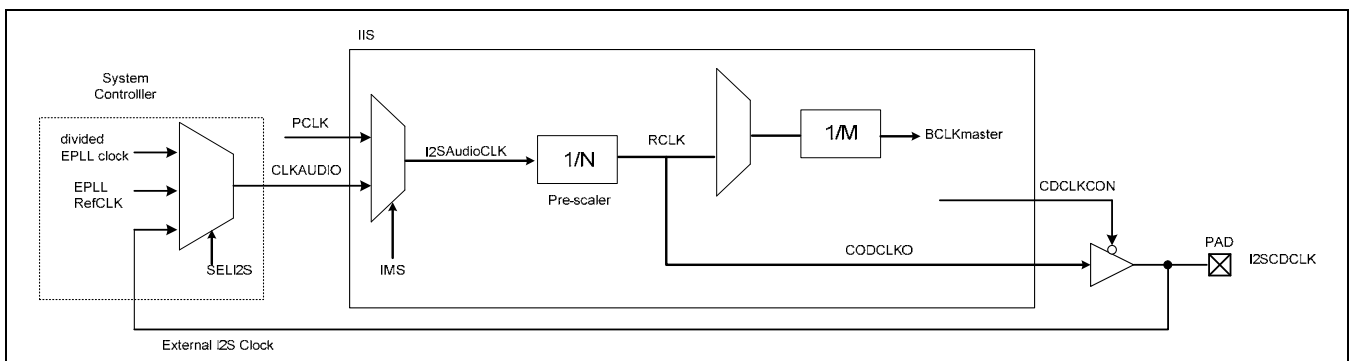 IIS
System
Controlller
divided
EPLL clock
EPLL
RefCLK
SELI2S
PCLK
CLKAUDIO
IMS
I2SAudioCLK
1/N
Pre-scaler
RCLK
1/M
BCLKmaster
CDCLKCON
CODCLKO
PAD
I2SCDCLK
External I2S Clock